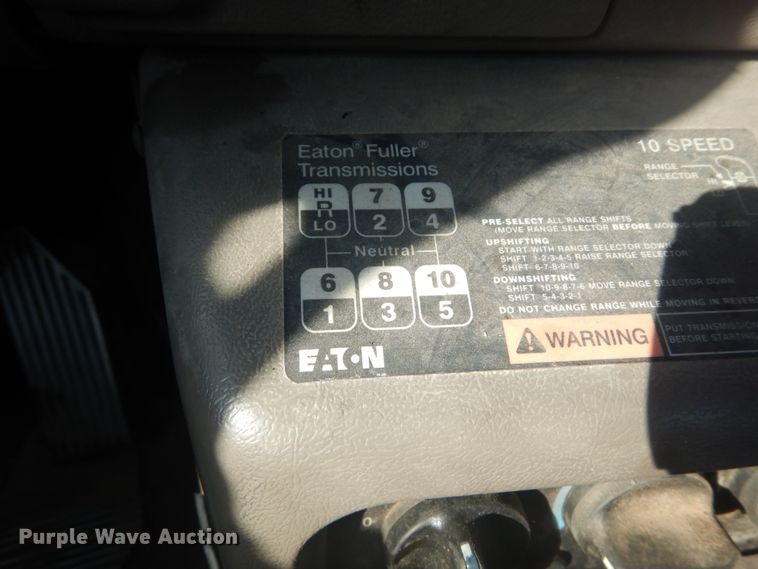 Eaton® Fuller®
Transmissions
10 SPEED
RANGE
SELECTOR
HI
R
LO
7
2
9
4
Neutral
6
1
8
3
10
5
PRE-SELECT ALL RANGE SHIFTS
(MOVE RANGE SELECTOR BEFORE MOVING SHIFT LEVER)
UPSHIFTING
START WITH RANGE SELECTOR DOWN
SHIFT 1-2-3-4-5 RAISE RANGE SELECTOR
SHIFT 6-7-8-9-10
DOWNSHIFTING
SHIFT 10-9-8-7-6 MOVE RANGE SELECTOR DOWN
SHIFT 5-4-3-2-1
DO NOT CHANGE RANGE WHILE MOVING IN REVERSE
WARNING
PUT TRANSMISSION
BEFORE STARTING
EATON
Purple Wave Auction